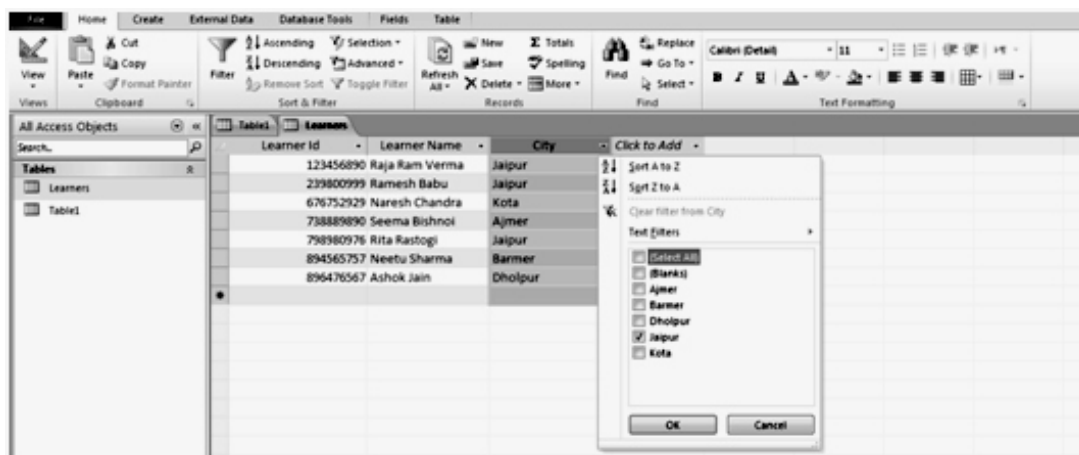 File Home Create External Data Database Tools Fields Table
View
Views
Paste
Cut
Copy
Format Painter
Clipboard
Filter
Ascending
Descending
Remove Sort
Selection
Advanced
Toggle Filter
Sort & Filter
Refresh
All
New
Save
Delete
Totals
Spelling
More
Records
Find
Replace
Go To
Select
Find
Calibri (Detail) 11
B I U A
Text Formatting
All Access Objects
Search..
Tables
Learners
Table1
Table1 Learners
Learner Id Learner Name City Click to Add
123456890 Raja Ram Verma Jaipur
239800999 Ramesh Babu Jaipur
676752929 Naresh Chandra Kota
738889890 Seema Bishnoi Ajmer
798980976 Rita Rastogi Jaipur
894565757 Neetu Sharma Barmer
896476567 Ashok Jain Dholpur
Sort A to Z
Sort Z to A
Clear filter from City
Text Filters
(Select All)
(Blanks)
Ajmer
Barmer
Dholpur
Jaipur
Kota
OK Cancel